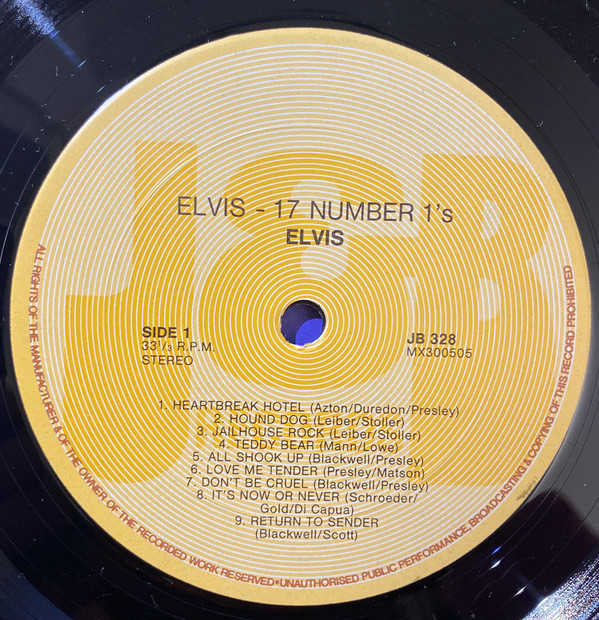 J&B
ELVIS - 17 NUMBER 1's
ELVIS
SIDE 1
33 1/3 R.P.M.
STEREO
JB 328
MX300505
1. HEARTBREAK HOTEL (Azton/Duredon/Presley)
2. HOUND DOG (Leiber/Stoller)
3. JAILHOUSE ROCK (Leiber/Stoller)
4. TEDDY BEAR (Mann/Lowe)
5. ALL SHOOK UP (Blackwell/Presley)
6. LOVE ME TENDER (Presley/Matson)
7. DON'T BE CRUEL (Blackwell/Presley)
8. IT'S NOW OR NEVER (Schroeder/
Gold/Di Capua)
9. RETURN TO SENDER
(Blackwell/Scott)
ALL RIGHTS OF THE MANUFACTURER & OF THE OWNER OF THE RECORDED WORK RESERVED•UNAUTHORISED PUBLIC PERFORMANCE BROADCASTING & COPYING OF THIS RECORD PROHIBITED